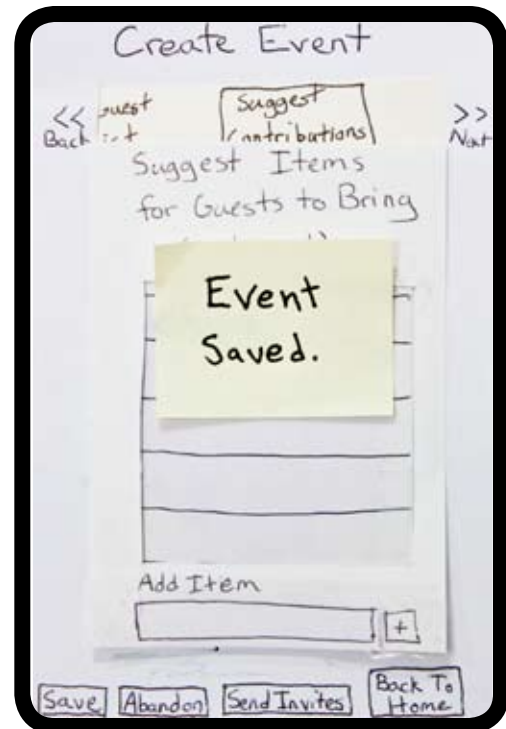 Create Event
<<
Back
Suggest
Contributions
>>
Next
Suggest Items
for Guests to Bring
Event
Saved.
Add Item
+
Save
Abandon
Send Invites
Back To
Home